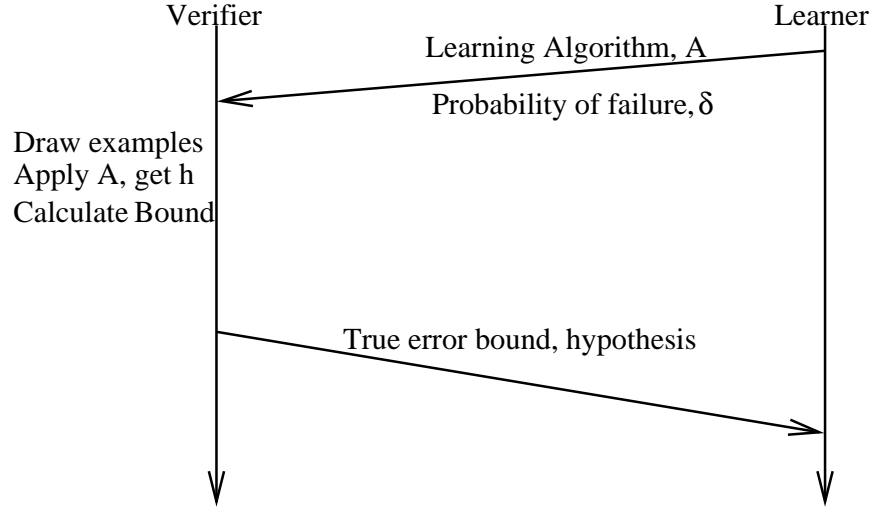 Verifier
Learner
Learning Algorithm, A
Probability of failure, δ
Draw examples
Apply A, get h
Calculate Bound
True error bound, hypothesis